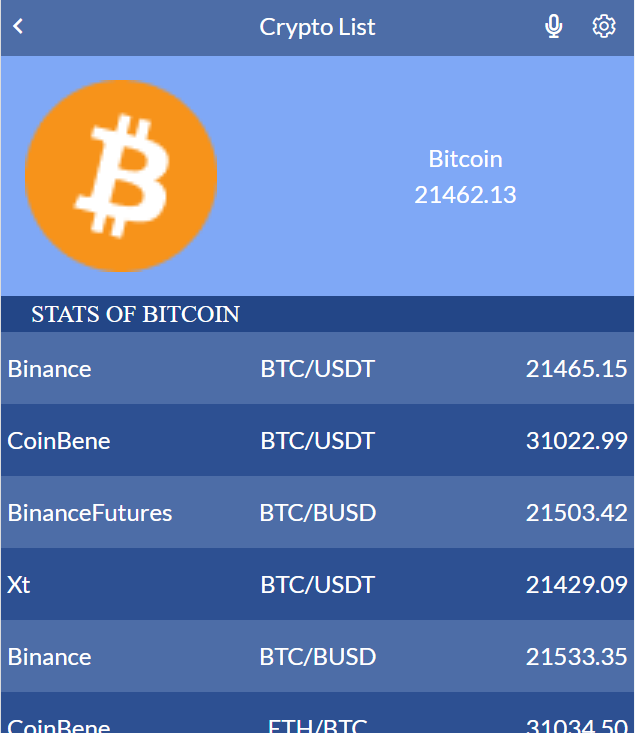 Crypto List
Bitcoin
21462.13
STATS OF BITCOIN
Binance BTC/USDT 21465.15
CoinBene BTC/USDT 31022.99
BinanceFutures BTC/BUSD 21503.42
Xt BTC/USDT 21429.09
Binance BTC/BUSD 21533.35
CoinBene ETH/BTC 31034.50